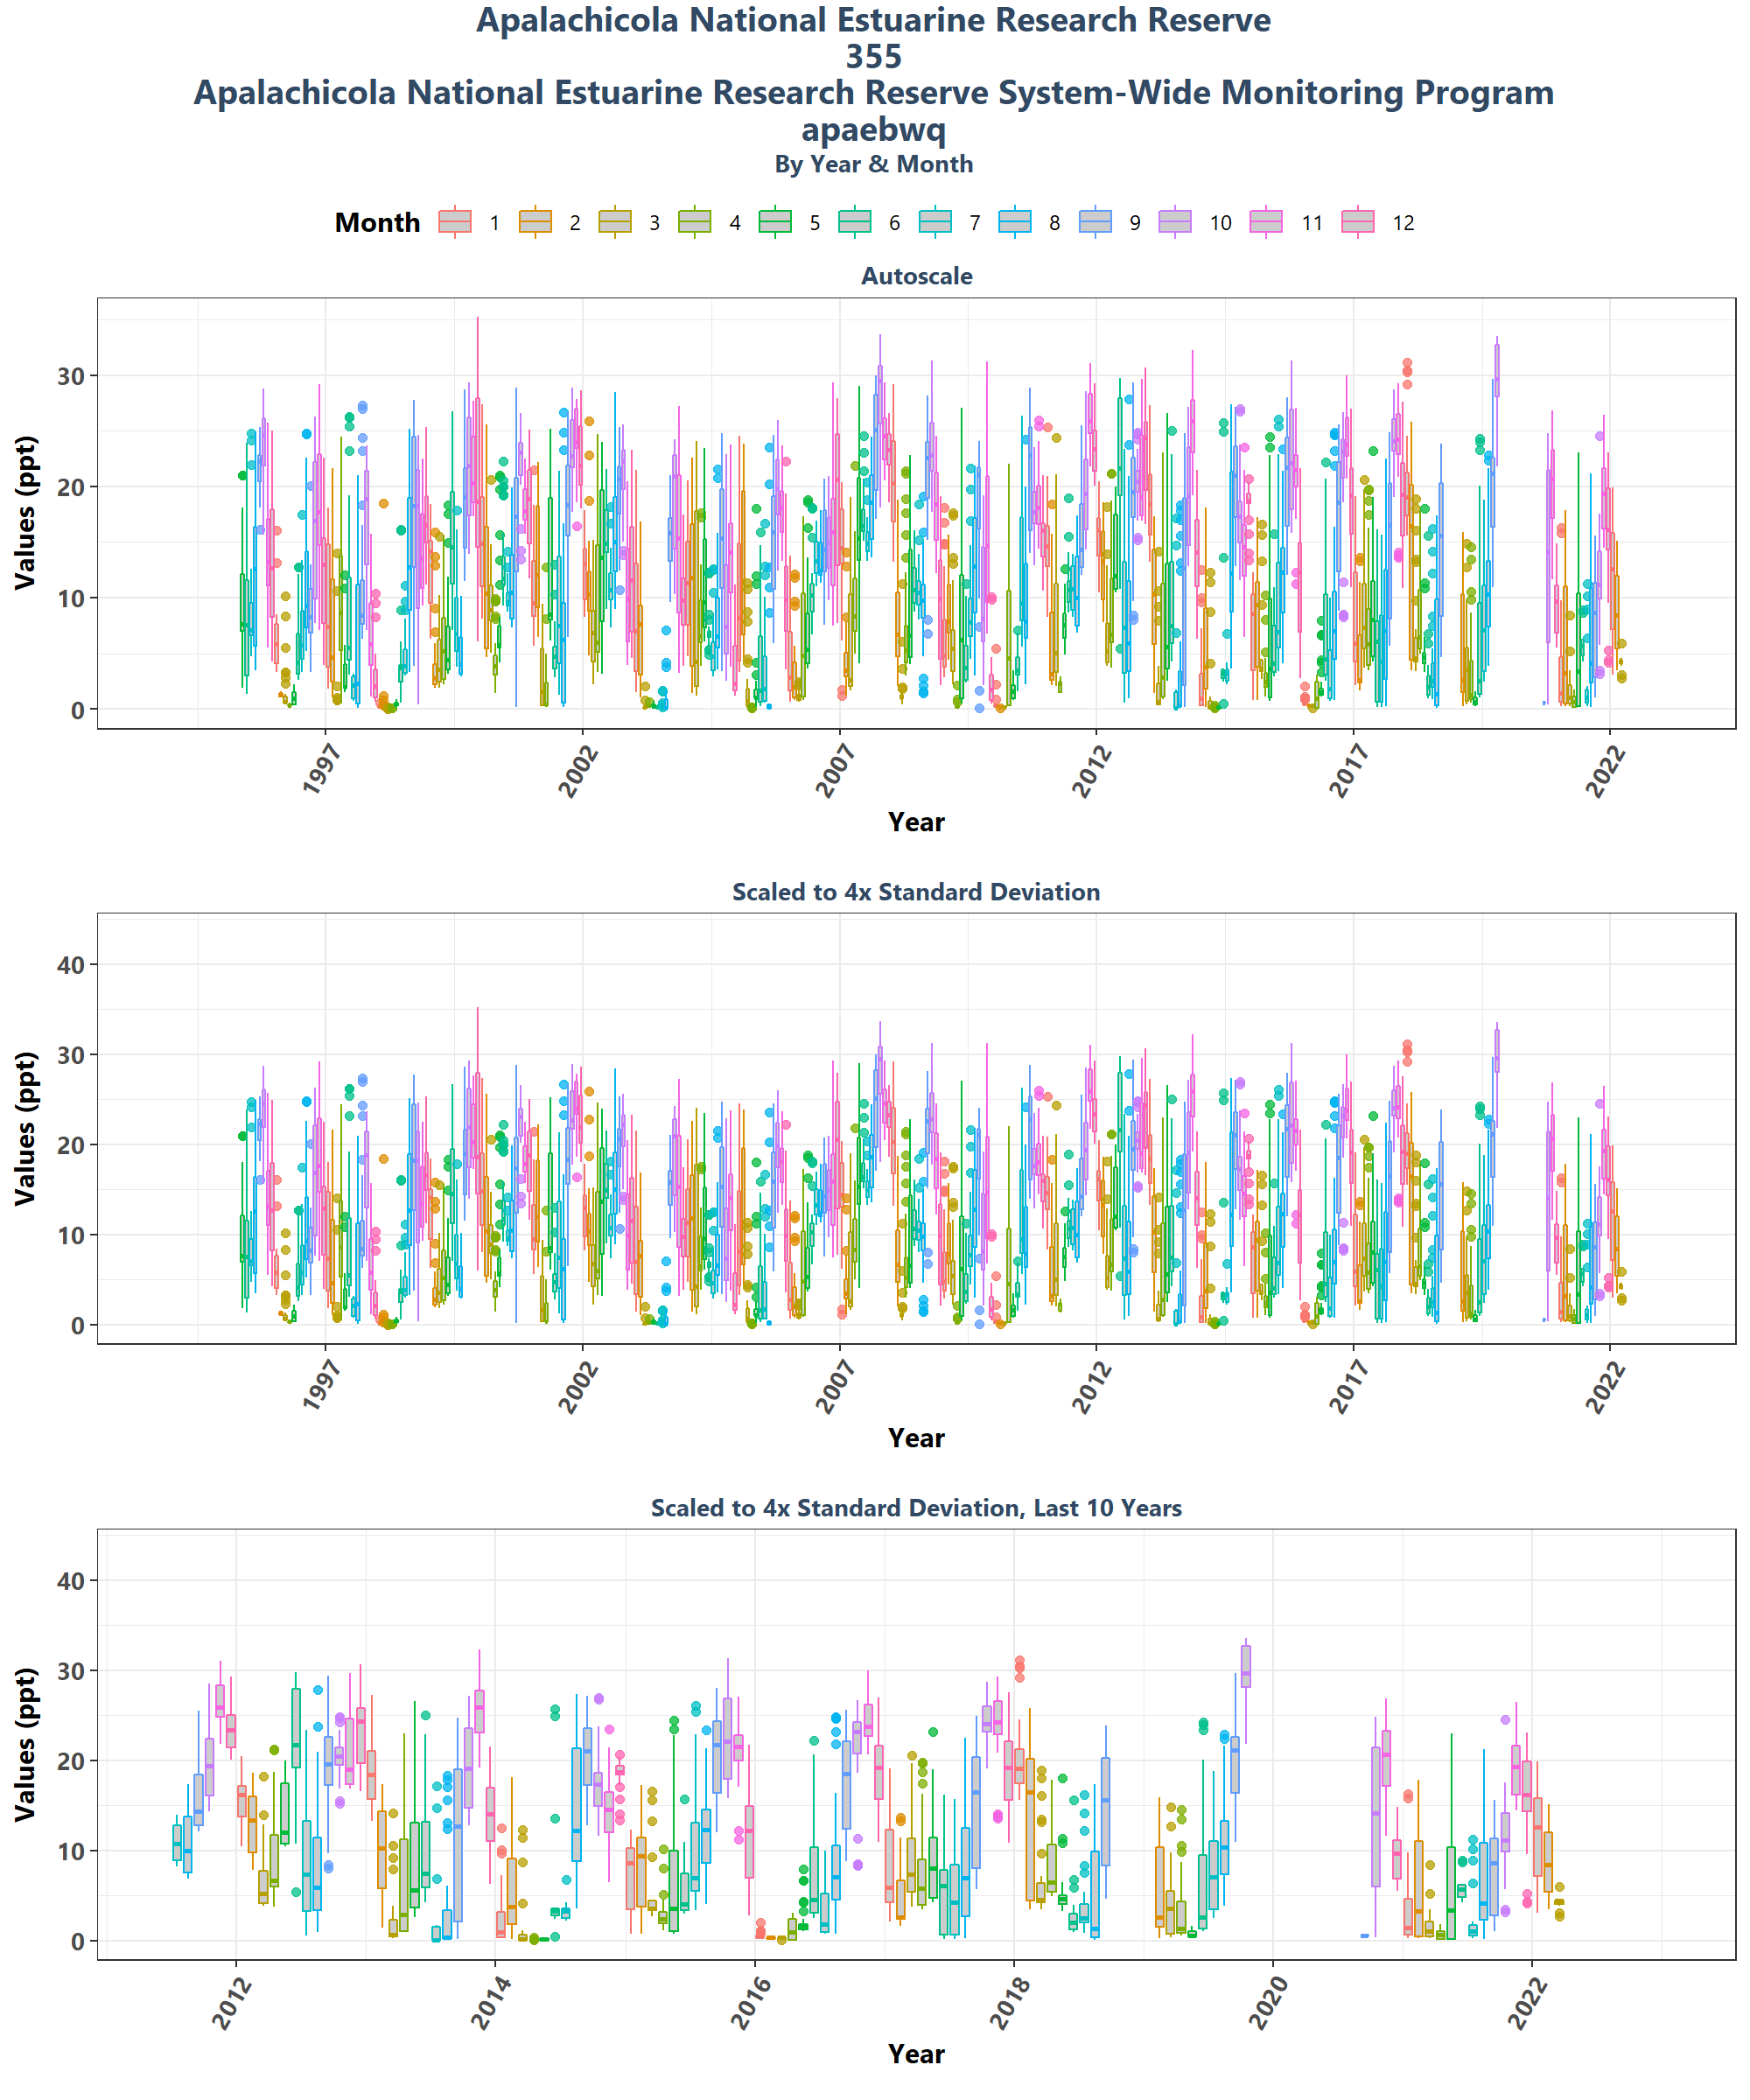 Apalachicola National Estuarine Research Reserve
355
Apalachicola National Estuarine Research Reserve System-Wide Monitoring Program
apaebwq
By Year & Month
Month 1 2 3 4 5 6 7 8 9 10 11 12
Autoscale
Values (ppt)
30
20
10
0
1997 2002 2007 2012 2017 2022
Year
Scaled to 4x Standard Deviation
Values (ppt)
40
30
20
10
0
1997 2002 2007 2012 2017 2022
Year
Scaled to 4x Standard Deviation, Last 10 Years
Values (ppt)
40
30
20
10
0
2012 2014 2016 2018 2020 2022
Year